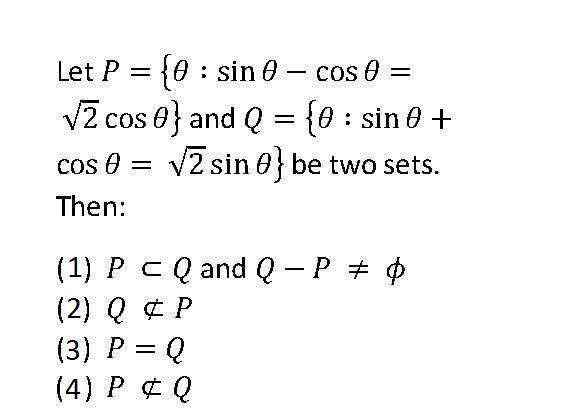 Let P = {θ : sin θ − cos θ =
√2 cos θ} and Q = {θ : sin θ +
cos θ = √2 sin θ} be two sets.
Then:
(1) P ⊂ Q and Q − P ≠ ϕ
(2) Q ⊄ P
(3) P = Q
(4) P ⊄ Q